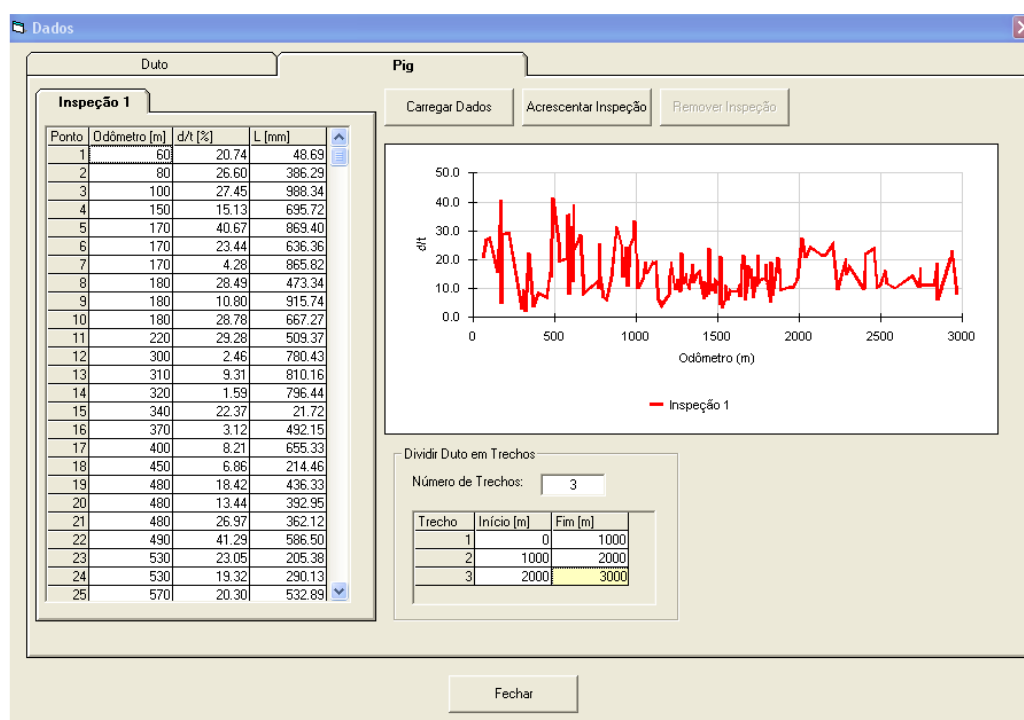 Dados
Duto
Pig
Inspeção 1
Ponto Odômetro [m] d/t [%] L [mm]
1 60 20.74 48.69
2 80 26.60 386.29
3 100 27.45 988.34
4 150 15.13 695.72
5 170 40.67 869.40
6 170 23.44 636.36
7 170 4.28 865.82
8 180 28.49 473.34
9 180 10.80 915.74
10 180 28.78 667.27
11 220 29.28 509.37
12 300 2.46 780.43
13 310 9.31 810.16
14 320 1.59 796.44
15 340 22.37 21.72
16 370 3.12 492.15
17 400 8.21 655.33
18 450 6.86 214.46
19 480 18.42 436.33
20 480 13.44 392.95
21 480 26.97 362.12
22 490 41.29 586.50
23 530 23.05 205.38
24 530 19.32 290.13
25 570 20.30 532.89
Carregar Dados
Acrescentar Inspeção
Remover Inspeção
50.0
40.0
30.0
20.0
10.0
0.0
d/t
0 500 1000 1500 2000 2500 3000
Odômetro (m)
Inspeção 1
Dividir Duto em Trechos
Número de Trechos: 3
Trecho Início [m] Fim [m]
1 0 1000
2 1000 2000
3 2000 3000
Fechar